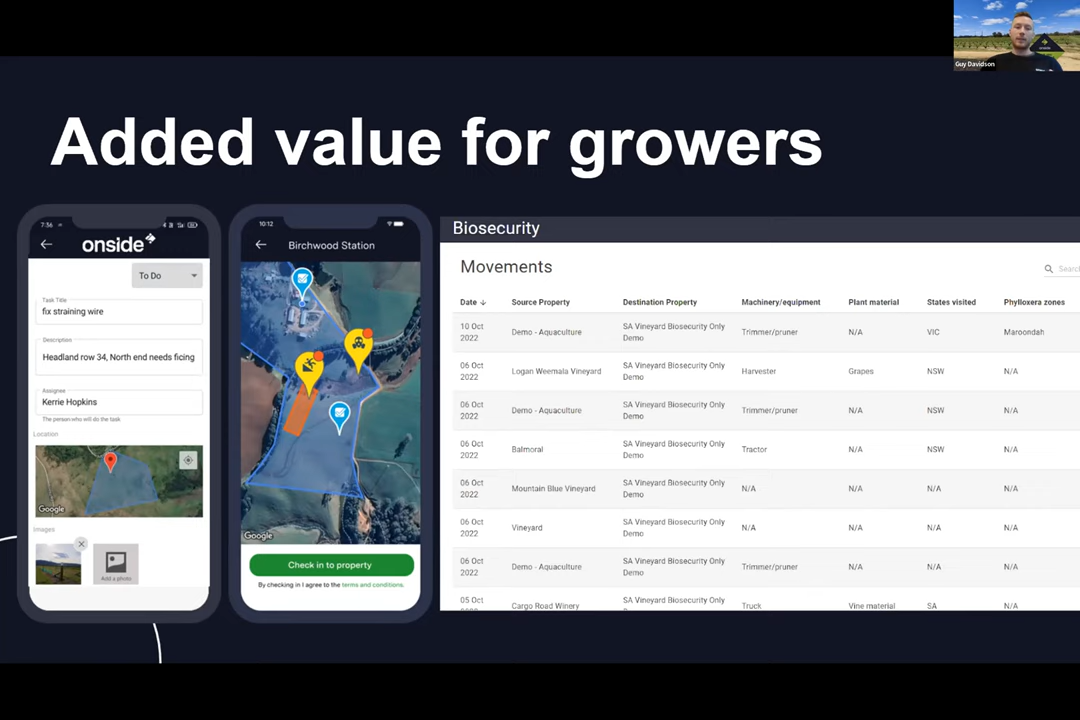 Guy Davidson
Added value for growers
7:56
onside
To Do
Task Title
fix straining wire
Description
Headland row 34, North end needs ficing
Assignee
Kerrie Hopkins
The person who will do the task
Location
Google
Images
Add a photo
10:12
Birchwood Station
Google
Check in to property
By checking in I agree to the terms and conditions.
Biosecurity
Movements
Search
Date Source Property Destination Property Machinery/equipment Plant material States visited Phylloxera zones
10 Oct 2022 Demo - Aquaculture SA Vineyard Biosecurity Only Demo Trimmer/pruner N/A VIC Maroondah
06 Oct 2022 Logan Weemala Vineyard SA Vineyard Biosecurity Only Demo Harvester Grapes NSW N/A
06 Oct 2022 Demo - Aquaculture SA Vineyard Biosecurity Only Demo Trimmer/pruner N/A NSW N/A
06 Oct 2022 Balmoral SA Vineyard Biosecurity Only Demo Tractor N/A NSW N/A
06 Oct 2022 Mountain Blue Vineyard SA Vineyard Biosecurity Only Demo N/A N/A N/A N/A
06 Oct 2022 Vineyard SA Vineyard Biosecurity Only Demo N/A N/A N/A N/A
06 Oct 2022 Demo - Aquaculture SA Vineyard Biosecurity Only Demo Trimmer/pruner N/A N/A N/A
05 Oct Cargo Road Winery SA Vineyard Biosecurity Only Truck Vine material SA N/A